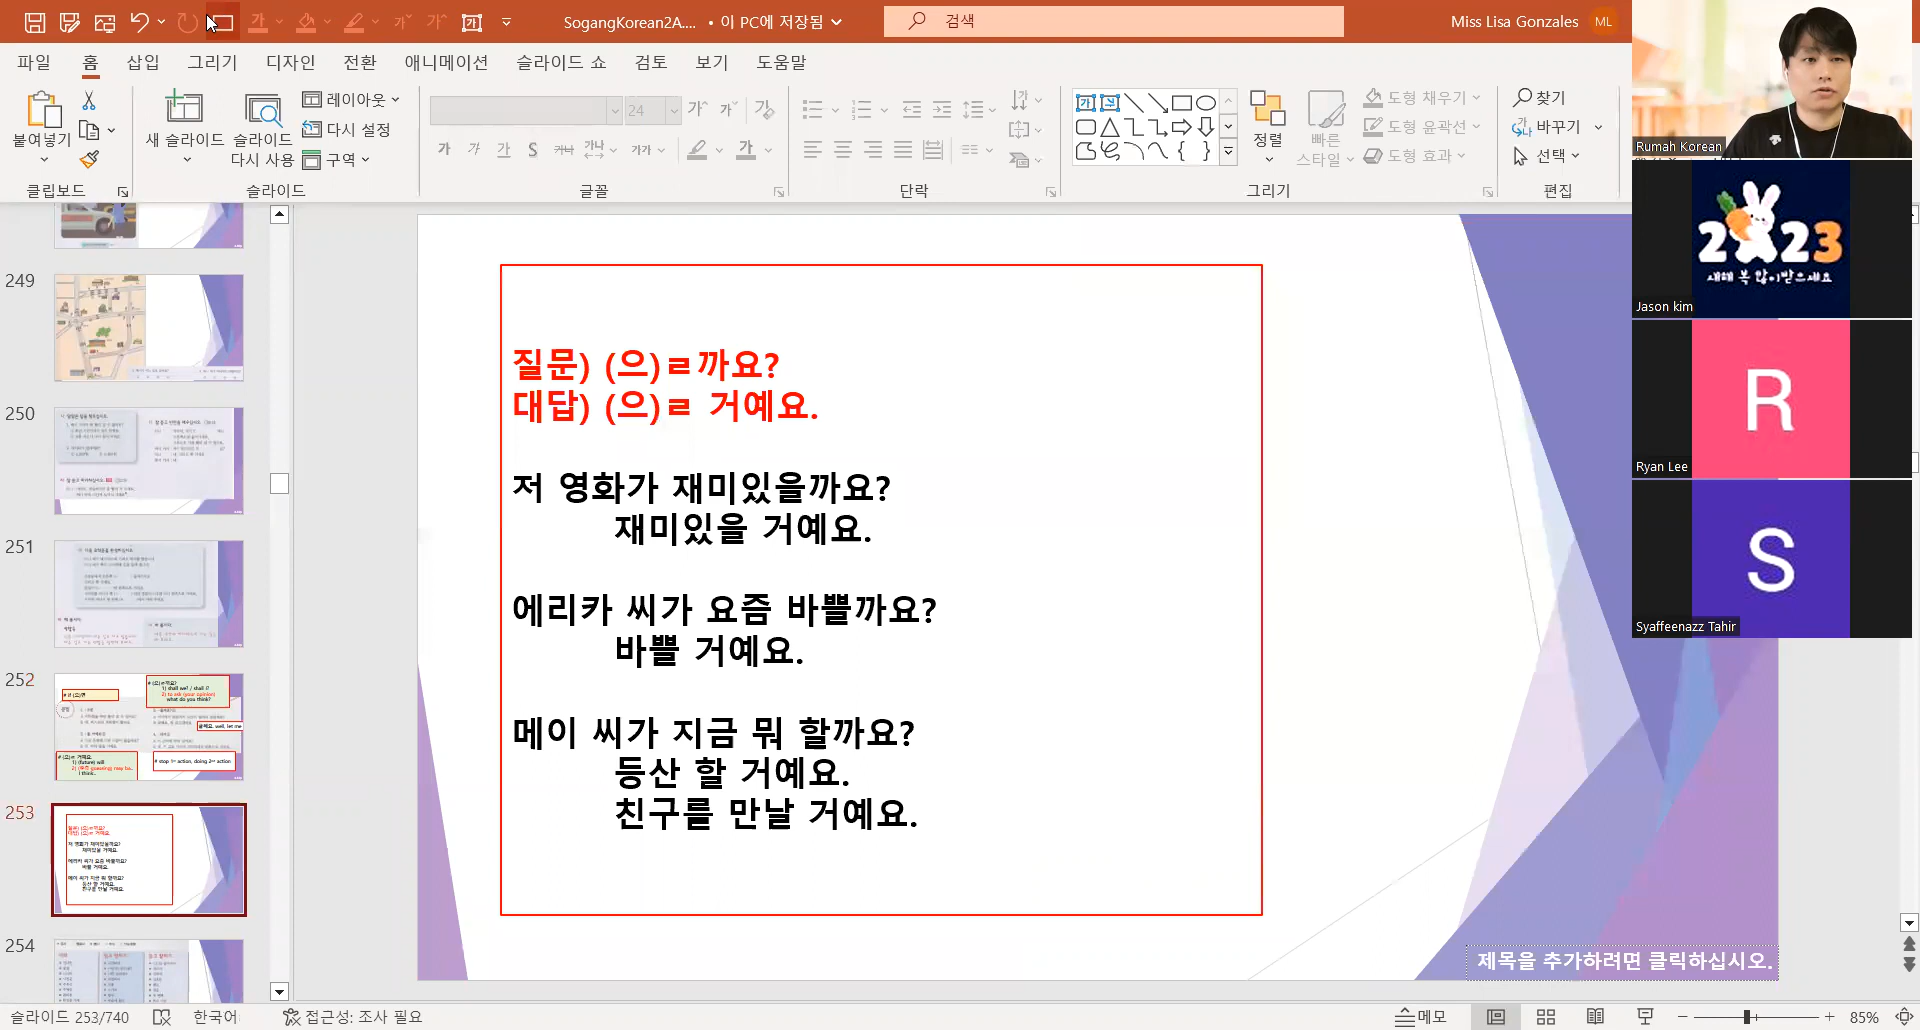 SogangKorean2A.... • 이 PC에 저장됨
검색
Miss Lisa Gonzales
ML
파일 홈 삽입 그리기 디자인 전환 애니메이션 슬라이드 쇼 검토 보기 도움말
붙여넣기
새 슬라이드
슬라이드 다시 사용
레이아웃
다시 설정
구역
24
정렬
빠른 스타일
도형 채우기
도형 윤곽선
도형 효과
찾기
바꾸기
선택
클립보드 슬라이드 글꼴 단락 그리기 편집
249
250
251
252
253
254
질문) (으)ㄹ까요?
대답) (으)ㄹ 거예요.
저 영화가 재미있을까요?
재미있을 거예요.
에리카 씨가 요즘 바쁠까요?
바쁠 거예요.
메이 씨가 지금 뭐 할까요?
등산 할 거예요.
친구를 만날 거예요.
제목을 추가하려면 클릭하십시오.
Rumah Korean
2023
새해 복 많이받으세요
Jason kim
R
Ryan Lee
S
Syaffeenazz Tahir
슬라이드 253/740
한국어
접근성: 조사 필요
메모
85%